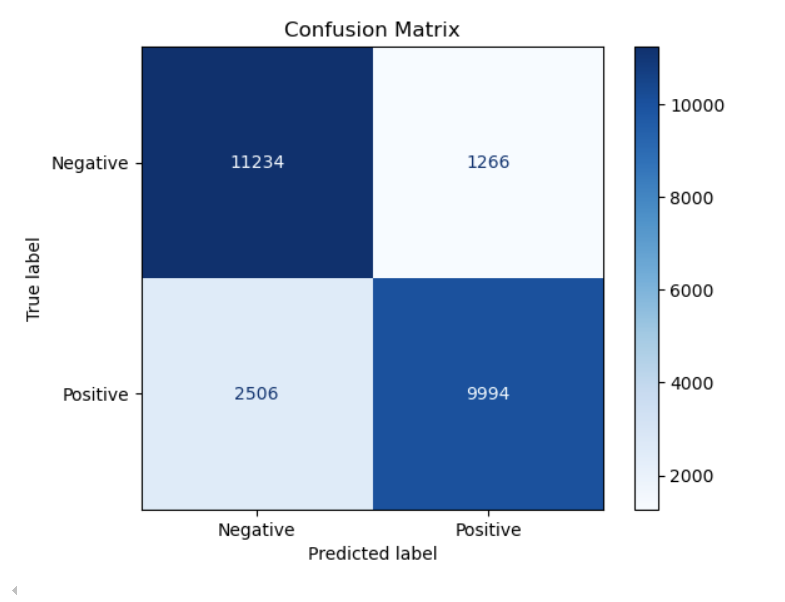 Confusion Matrix
10000
Negative
11234
1266
8000
6000
True label
4000
Positive
2506
9994
2000
Negative
Positive
Predicted label